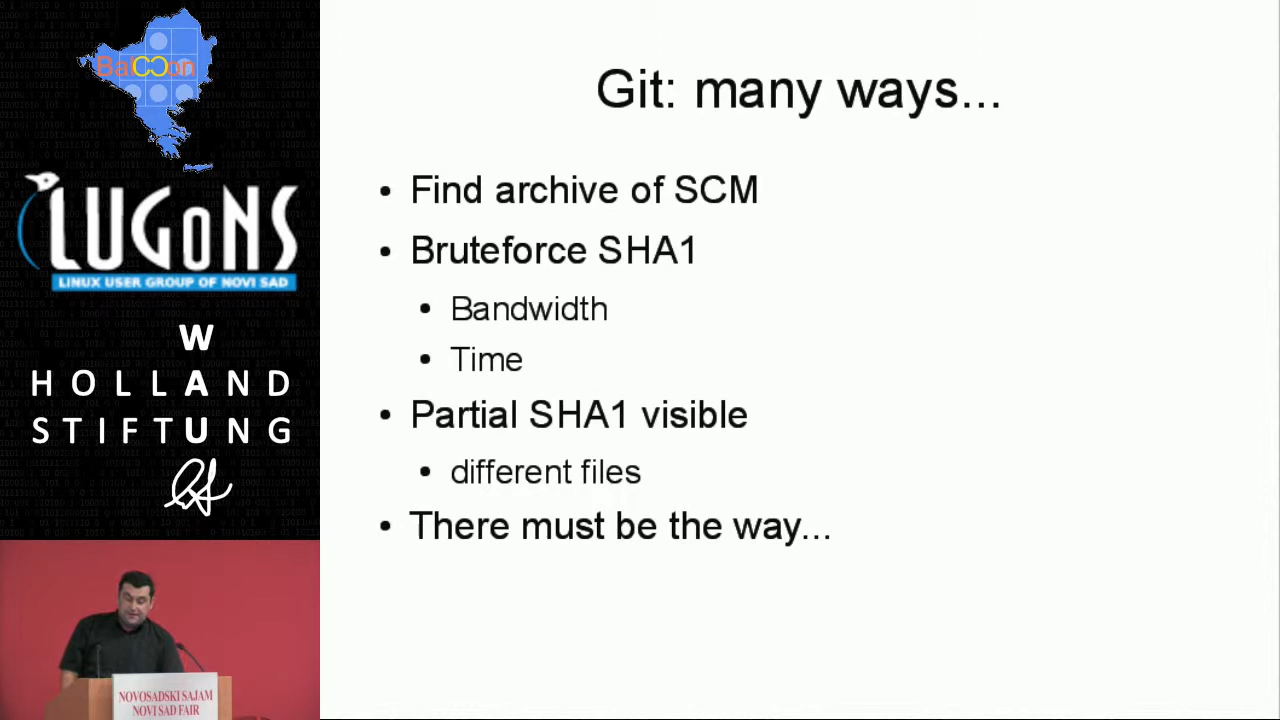 BalCCon
LUGoNS
LINUX USER GROUP OF NOVI SAD
W
HOLLAND
STIFTUNG
NOVOSADSKI SAJAM
NOVI SAD FAIR
Git: many ways...
• Find archive of SCM
• Bruteforce SHA1
• Bandwidth
• Time
• Partial SHA1 visible
• different files
• There must be the way...